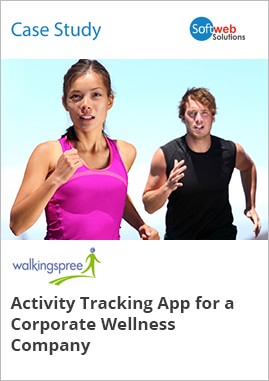 Case Study
Softweb
Solutions
walkingspree
Activity Tracking App for a
Corporate Wellness
Company